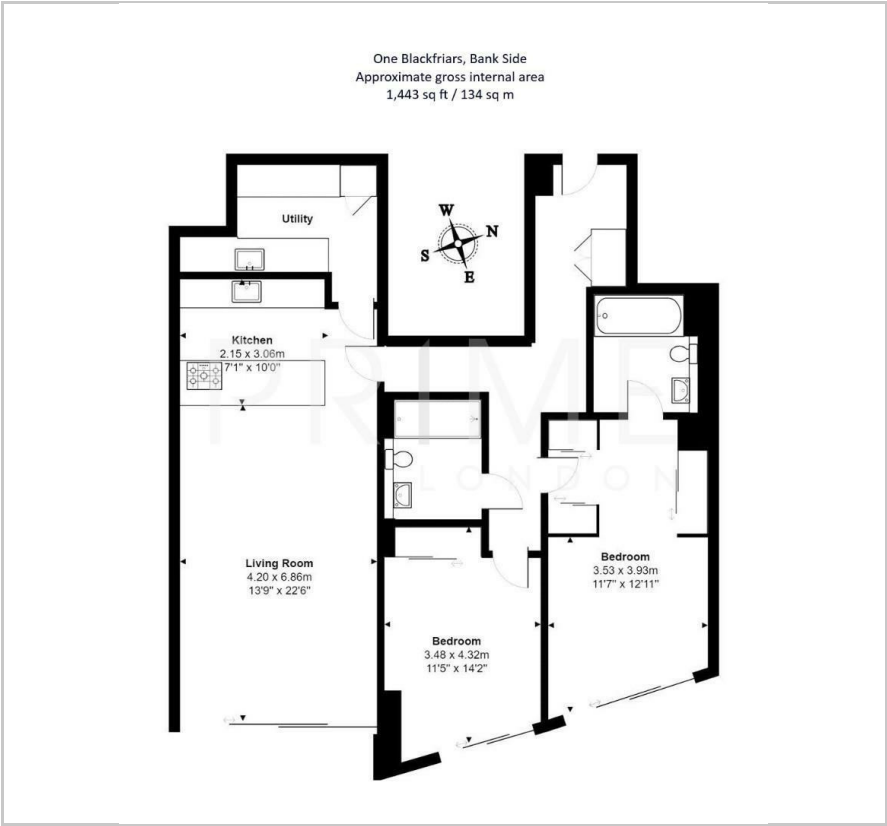 One Blackfriars, Bank Side
Approximate gross internal area
1,443 sq ft / 134 sq m
Utility
W
N
S
E
Kitchen
2.15 x 3.06m
7'1" x 10'0"
PRIME
LONDON
Living Room
4.20 x 6.86m
13'9" x 22'6"
Bedroom
3.53 x 3.93m
11'7" x 12'11"
Bedroom
3.48 x 4.32m
11'5" x 14'2"